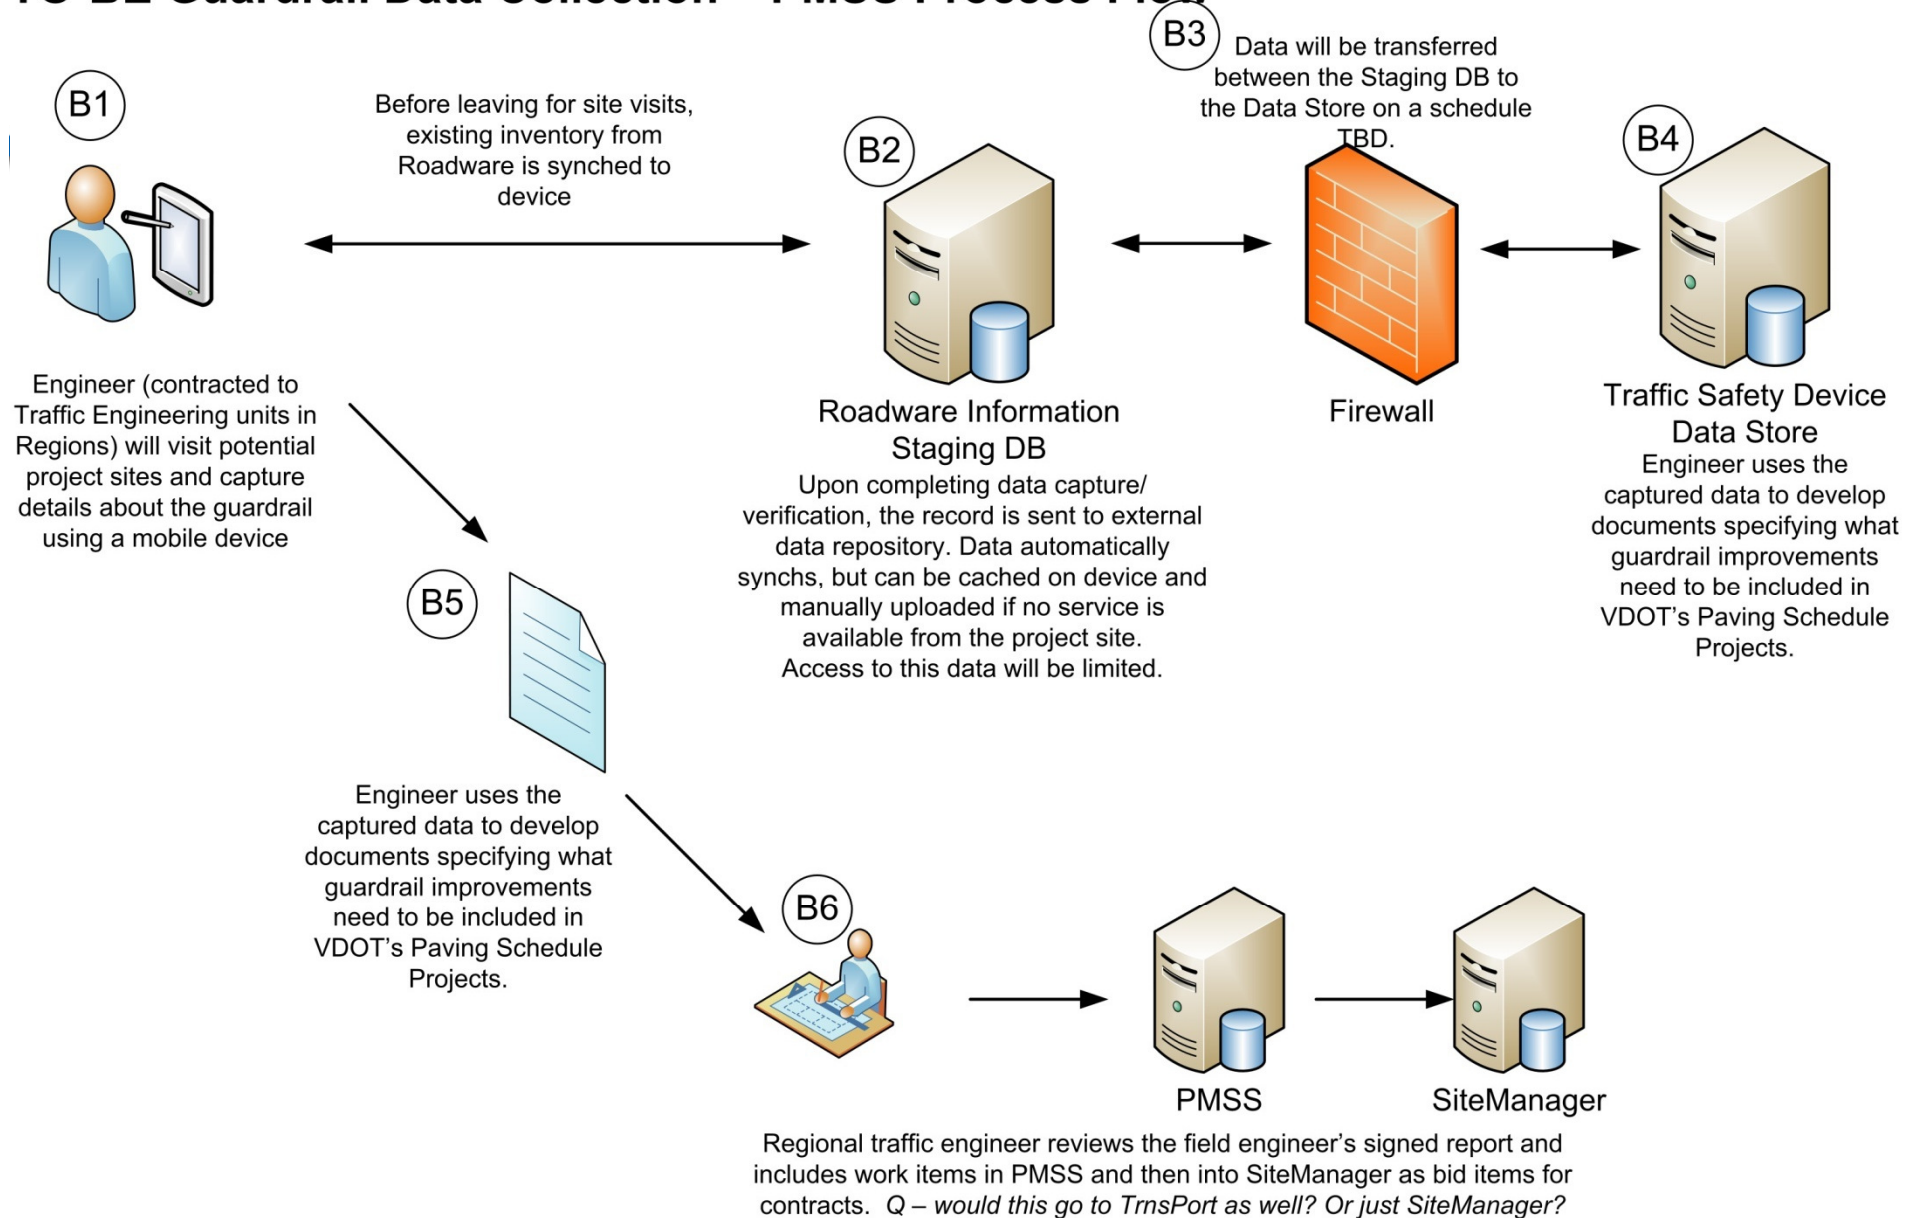 TO-BE Guardrail Data Collection – PMSS Process Flow
B1
Before leaving for site visits,
existing inventory from
Roadware is synched to
device
B2
B3
Data will be transferred
between the Staging DB to
the Data Store on a schedule
TBD.
B4
Engineer (contracted to
Traffic Engineering units in
Regions) will visit potential
project sites and capture
details about the guardrail
using a mobile device
Roadware Information
Staging DB
Upon completing data capture/
verification, the record is sent to external
data repository. Data automatically
synchs, but can be cached on device and
manually uploaded if no service is
available from the project site.
Access to this data will be limited.
Firewall
Traffic Safety Device
Data Store
Engineer uses the
captured data to develop
documents specifying what
guardrail improvements
need to be included in
VDOT’s Paving Schedule
Projects.
B5
Engineer uses the
captured data to develop
documents specifying what
guardrail improvements
need to be included in
VDOT’s Paving Schedule
Projects.
B6
PMSS
SiteManager
Regional traffic engineer reviews the field engineer’s signed report and
includes work items in PMSS and then into SiteManager as bid items for
contracts. Q – would this go to TrnsPort as well? Or just SiteManager?